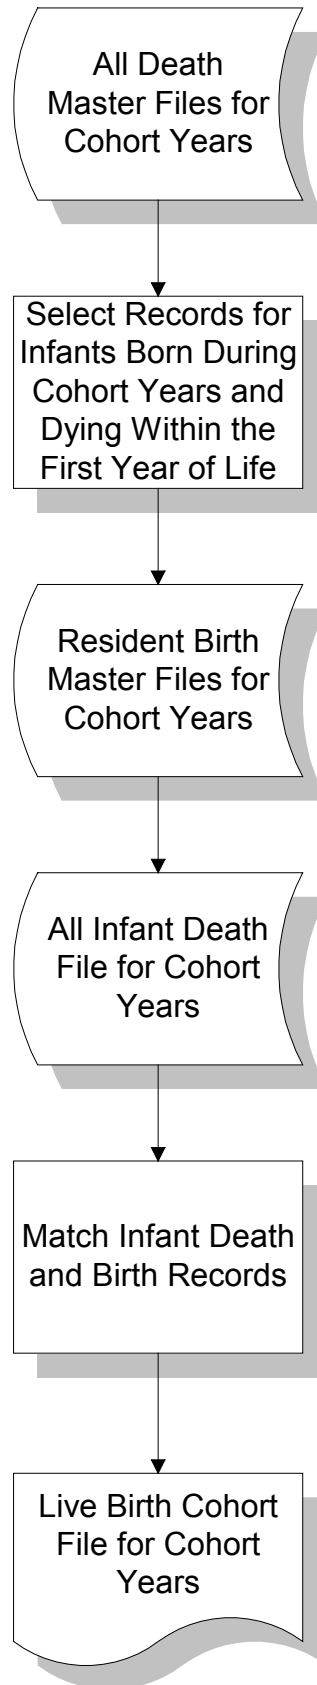 All Death
Master Files for
Cohort Years
Select Records for
Infants Born During
Cohort Years and
Dying Within the
First Year of Life
Resident Birth
Master Files for
Cohort Years
All Infant Death
File for Cohort
Years
Match Infant Death
and Birth Records
Live Birth Cohort
File for Cohort
Years